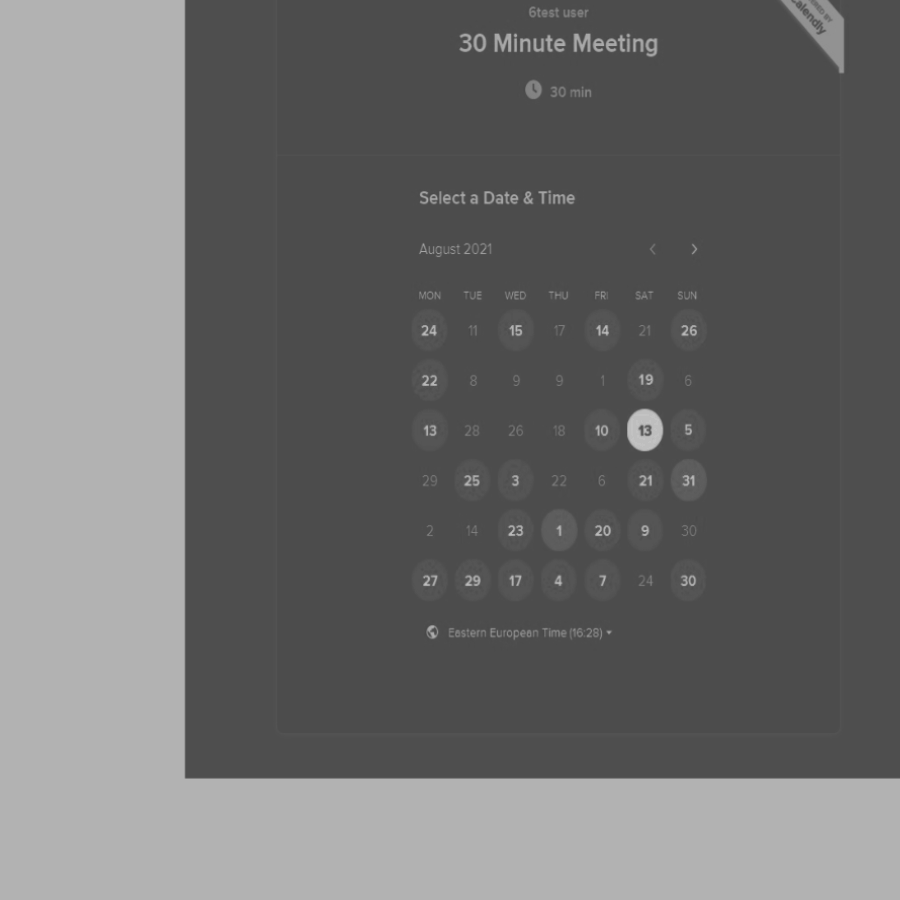 6test user
30 Minute Meeting
30 min
Calendly
Select a Date & Time
August 2021
MON TUE WED THU FRI SAT SUN
24 11 15 17 14 21 26
22 8 9 9 1 19 6
13 28 26 18 10 13 5
29 25 3 22 6 21 31
2 14 23 1 20 9 30
27 29 17 4 7 24 30
Eastern European Time (16:28)